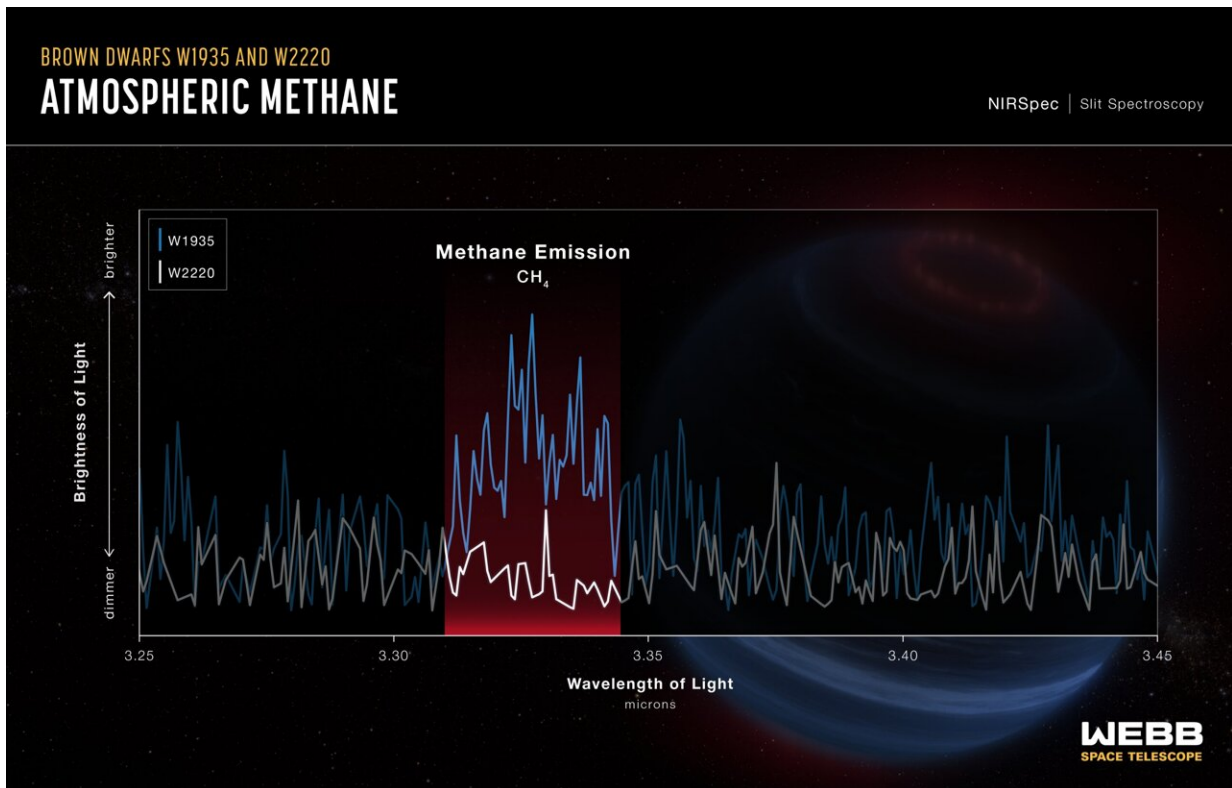 BROWN DWARFS W1935 AND W2220
ATMOSPHERIC METHANE
NIRSpec | Slit Spectroscopy
W1935
W2220
Methane Emission
CH₄
brighter
Brightness of Light
dimmer
3.25
3.30
3.35
3.40
3.45
Wavelength of Light
microns
WEBB
SPACE TELESCOPE